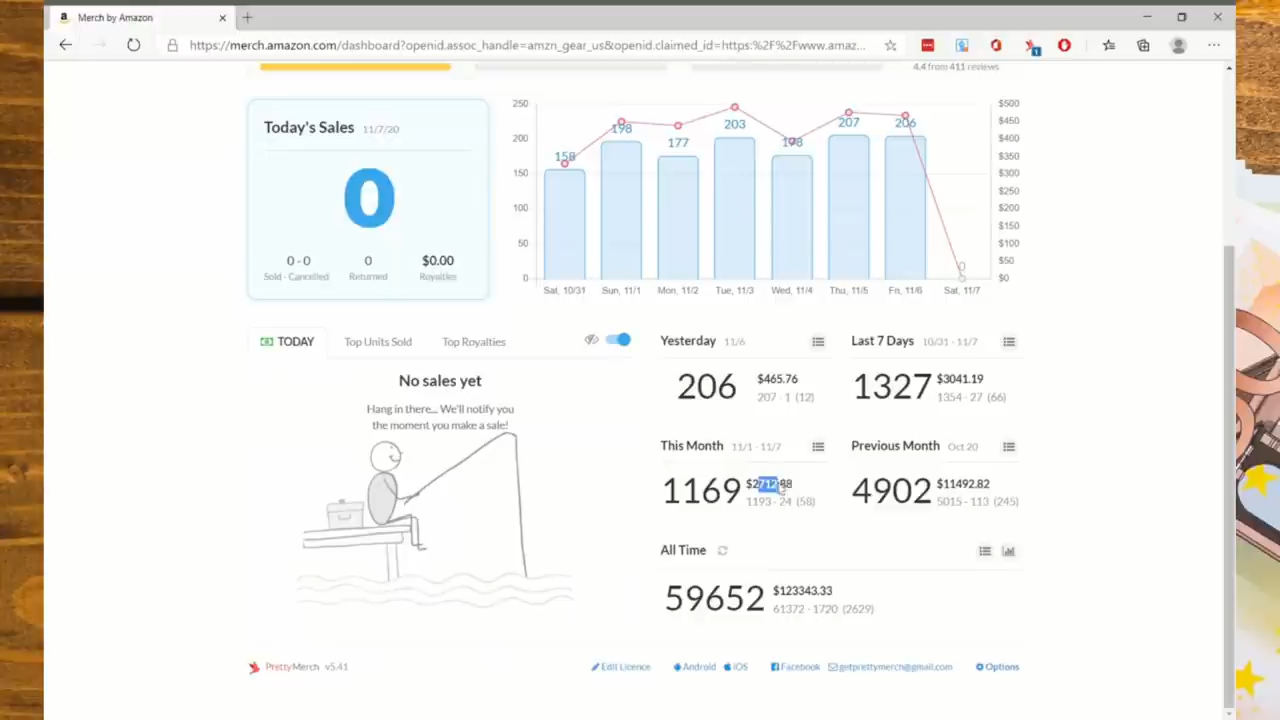 Merch by Amazon
https://merch.amazon.com/dashboard?openid.assoc_handle=amzn_gear_us&openid.claimed_id=https:%2F%2Fwww.amaz...
1
4.4 from 411 reviews
Today's Sales 11/7/20
0
0 - 0 0 $0.00
Sold - Cancelled Returned Royalties
250 $500
$450
200 $400
$350
150 $300
$250
100 $200
$150
50 $100
$50
0 $0
158 198 177 203 178 207 206 0
Sat, 10/31 Sun, 11/1 Mon, 11/2 Tue, 11/3 Wed, 11/4 Thu, 11/5 Fri, 11/6 Sat, 11/7
TODAY Top Units Sold Top Royalties
No sales yet
Hang in there... We'll notify you
the moment you make a sale!
Yesterday 11/6
206 $465.76
207 - 1 (12)
Last 7 Days 10/31 - 11/7
1327 $3041.19
1354 - 27 (66)
This Month 11/1 - 11/7
1169 $2712.88
1193 - 24 (58)
Previous Month Oct 20
4902 $11492.82
5015 - 113 (245)
All Time
59652 $123343.33
61372 - 1720 (2629)
PrettyMerch v5.41
Edit Licence Android iOS Facebook getprettymerch@gmail.com Options